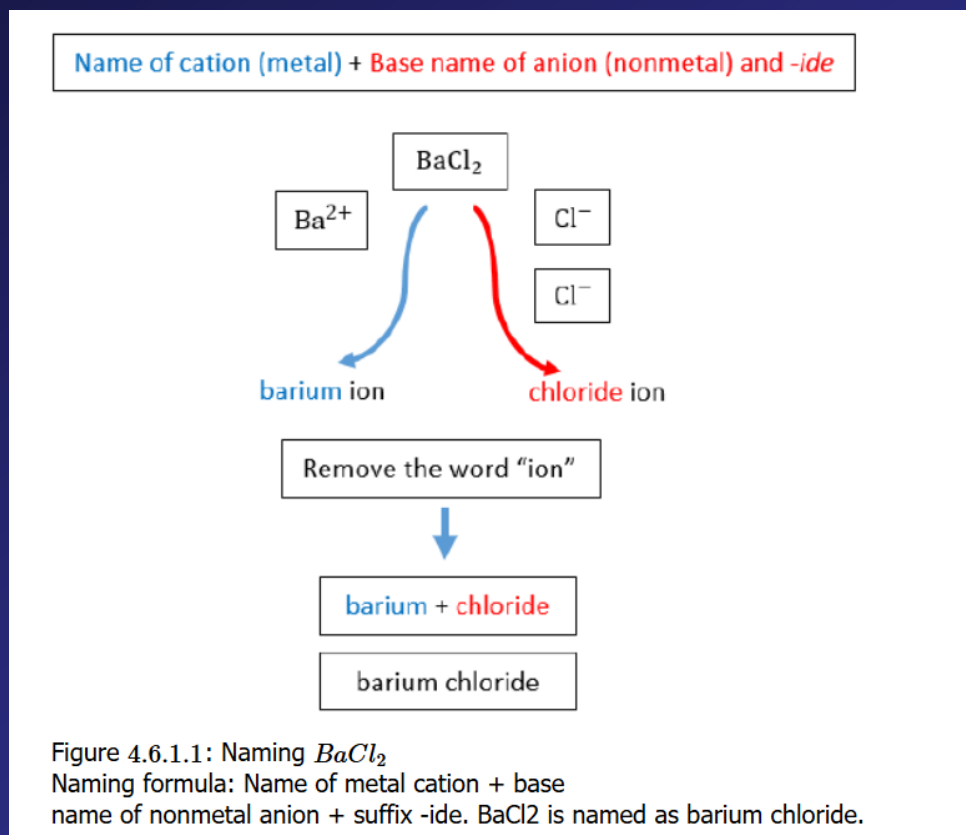 Name of cation (metal) + Base name of anion (nonmetal) and -ide
BaCl₂
Ba²⁺
Cl⁻
Cl⁻
barium ion
chloride ion
Remove the word “ion”
barium + chloride
barium chloride
Figure 4.6.1.1: Naming BaCl₂
Naming formula: Name of metal cation + base
name of nonmetal anion + suffix -ide. BaCl2 is named as barium chloride.